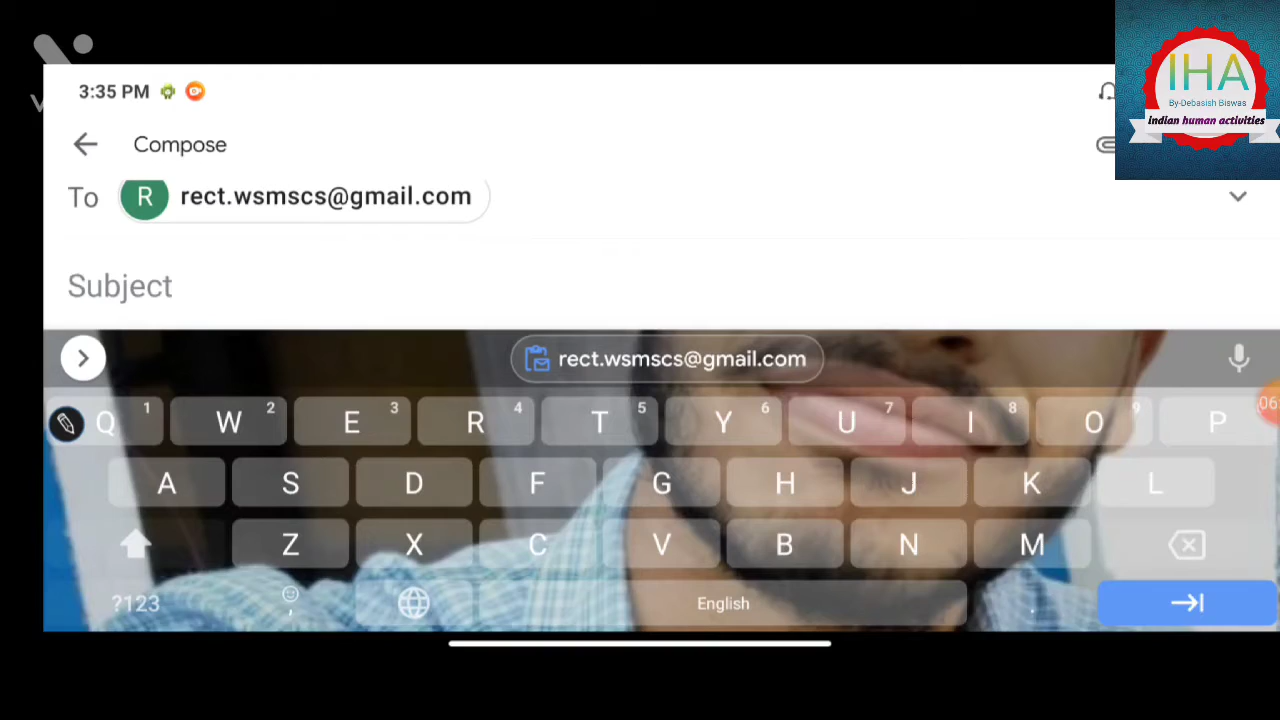 IHA
By-Debasish Biswas
indian human activities
3:35 PM
Compose
To R rect.wsmscs@gmail.com
Subject
rect.wsmscs@gmail.com
Q 1 W 2 E 3 R 4 T 5 Y 6 U 7 I 8 O 9 P
A S D F G H J K L
Z X C V B N M
?123 , English .